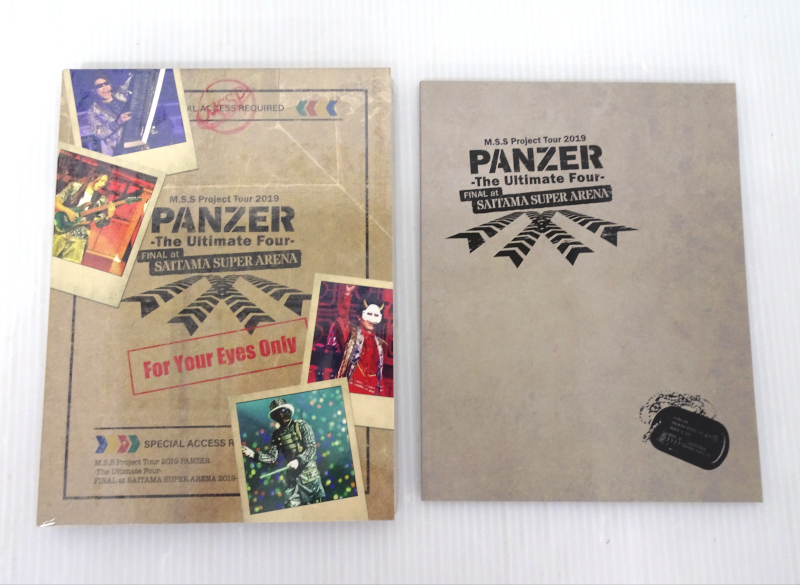 AL ACCESS REQUIRED
M.S.S Project Tour 2019
PANZER
-The Ultimate Four-
FINAL at
SAITAMA SUPER ARENA
For Your Eyes Only
SPECIAL ACCESS R
M.S.S Project Tour 2019 PANZER
-The Ultimate Four-
FINAL at SAITAMA SUPER ARENA 2019-
M.S.S Project Tour 2019
PANZER
-The Ultimate Four-
FINAL at
SAITAMA SUPER ARENA